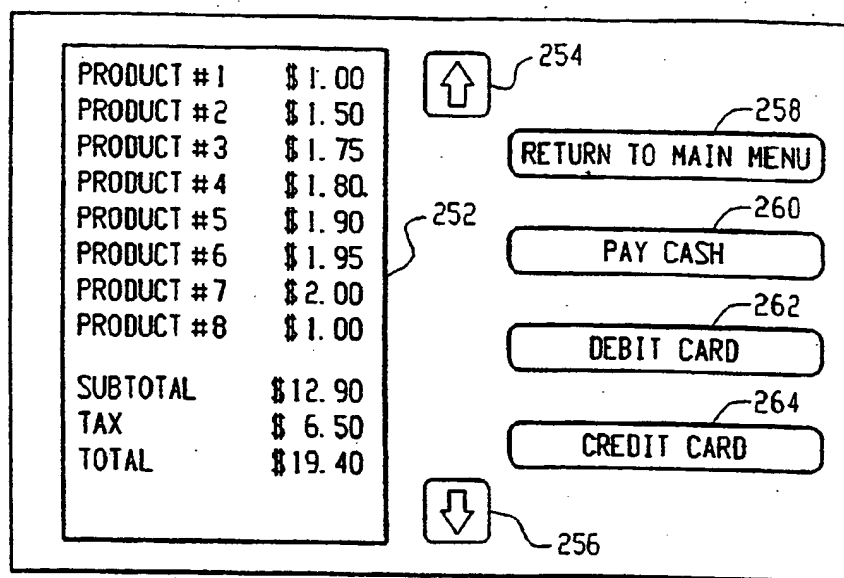 PRODUCT #1 $1.00
PRODUCT #2 $1.50
PRODUCT #3 $1.75
PRODUCT #4 $1.80
PRODUCT #5 $1.90
PRODUCT #6 $1.95
PRODUCT #7 $2.00
PRODUCT #8 $1.00
SUBTOTAL $12.90
TAX $ 6.50
TOTAL $19.40
252
254
256
258
RETURN TO MAIN MENU
260
PAY CASH
262
DEBIT CARD
264
CREDIT CARD